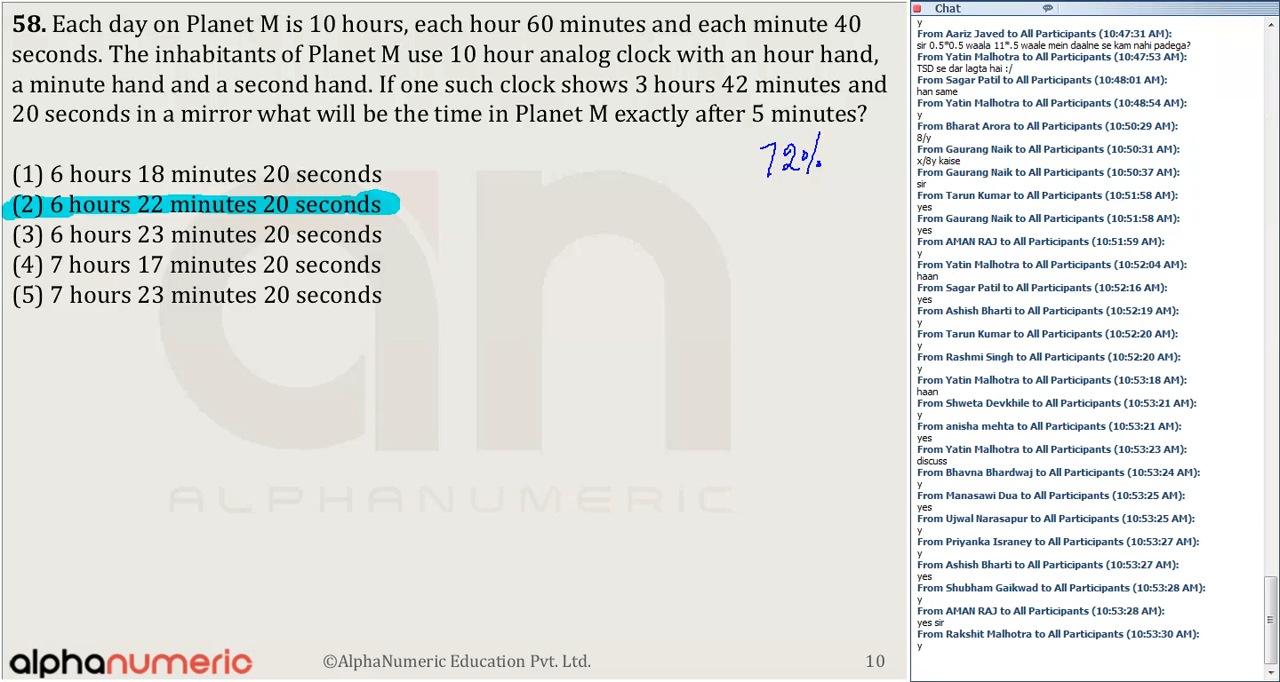 58. Each day on Planet M is 10 hours, each hour 60 minutes and each minute 40
seconds. The inhabitants of Planet M use 10 hour analog clock with an hour hand,
a minute hand and a second hand. If one such clock shows 3 hours 42 minutes and
20 seconds in a mirror what will be the time in Planet M exactly after 5 minutes?
72%
(1) 6 hours 18 minutes 20 seconds
(2) 6 hours 22 minutes 20 seconds
(3) 6 hours 23 minutes 20 seconds
(4) 7 hours 17 minutes 20 seconds
(5) 7 hours 23 minutes 20 seconds
an
ALPHANUMERIC
alphanumeric
©AlphaNumeric Education Pvt. Ltd.
10
Chat
y
From Aariz Javed to All Participants (10:47:31 AM):
sir 0.5*0.5 waala 11*.5 waale mein daalne se kam nahi padega?
From Yatin Malhotra to All Participants (10:47:53 AM):
TSD se dar lagta hai :/
From Sagar Patil to All Participants (10:48:01 AM):
han same
From Yatin Malhotra to All Participants (10:48:54 AM):
y
From Bharat Arora to All Participants (10:50:29 AM):
8/y
From Gaurang Naik to All Participants (10:50:31 AM):
x/8y kaise
From Gaurang Naik to All Participants (10:50:37 AM):
sir
From Tarun Kumar to All Participants (10:51:58 AM):
yes
From Gaurang Naik to All Participants (10:51:58 AM):
yes
From AMAN RAJ to All Participants (10:51:59 AM):
y
From Yatin Malhotra to All Participants (10:52:04 AM):
haan
From Sagar Patil to All Participants (10:52:16 AM):
yes
From Ashish Bharti to All Participants (10:52:19 AM):
y
From Tarun Kumar to All Participants (10:52:20 AM):
y
From Rashmi Singh to All Participants (10:52:20 AM):
y
From Yatin Malhotra to All Participants (10:53:18 AM):
haan
From Shweta Devkhile to All Participants (10:53:21 AM):
y
From anisha mehta to All Participants (10:53:21 AM):
yes
From Yatin Malhotra to All Participants (10:53:23 AM):
discuss
From Bhavna Bhardwaj to All Participants (10:53:24 AM):
y
From Manasawi Dua to All Participants (10:53:25 AM):
yes
From Ujwal Narasapur to All Participants (10:53:25 AM):
y
From Priyanka Israney to All Participants (10:53:27 AM):
y
From Ashish Bharti to All Participants (10:53:27 AM):
yes
From Shubham Gaikwad to All Participants (10:53:28 AM):
y
From AMAN RAJ to All Participants (10:53:28 AM):
yes sir
From Rakshit Malhotra to All Participants (10:53:30 AM):
y